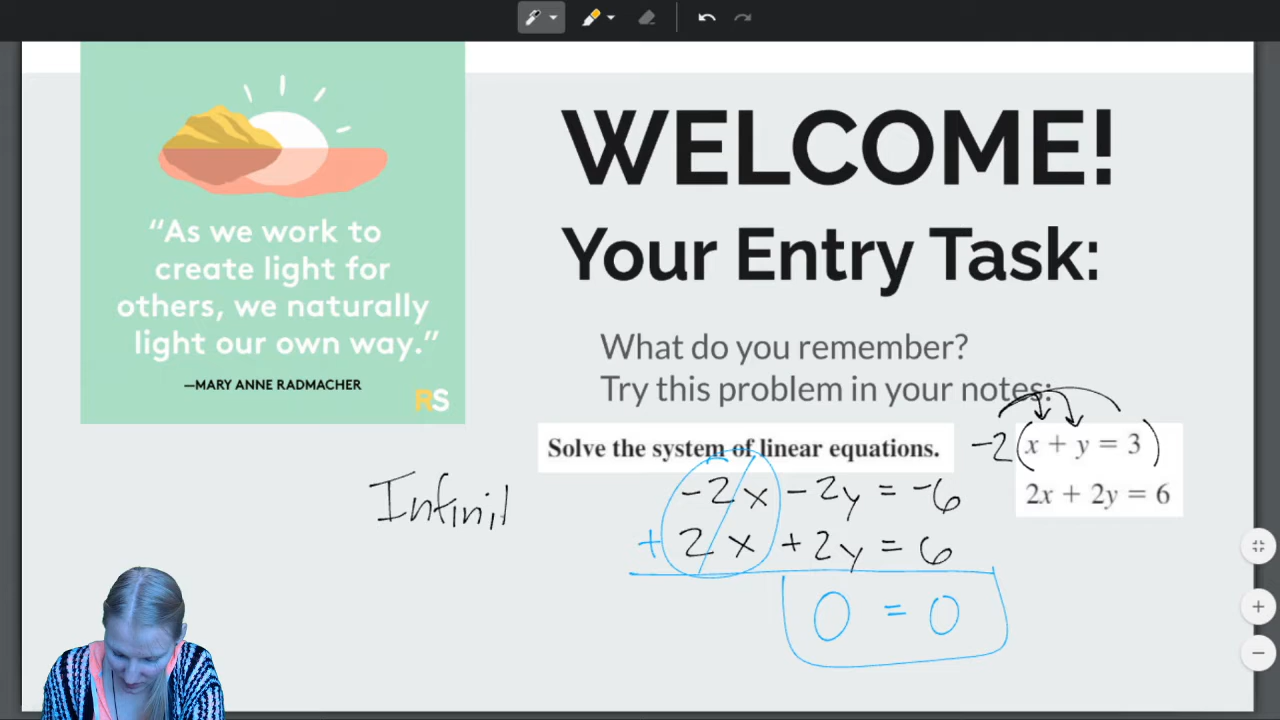 “As we work to
create light for
others, we naturally
light our own way.”
—MARY ANNE RADMACHER
RS
WELCOME!
Your Entry Task:
What do you remember?
Try this problem in your notes:
Solve the system of linear equations.
-2(x + y = 3)
2x + 2y = 6
-2x - 2y = -6
+ 2x + 2y = 6
0 = 0
Infinit